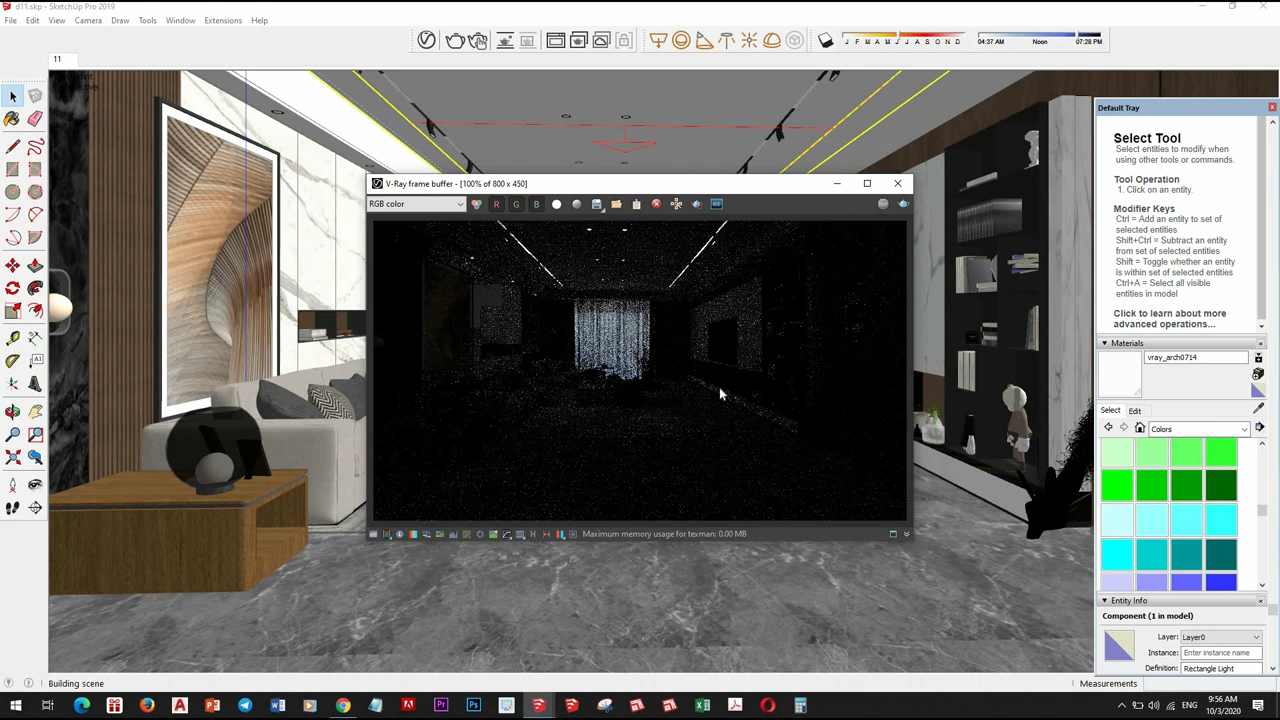 d11.skp - SketchUp Pro 2019
File Edit View Camera Draw Tools Window Extensions Help
J F M A M J J A S O N D
04:37 AM Noon 07:28 PM
11
Default Tray
Select Tool
Select entities to modify when
using other tools or commands.
Tool Operation
1. Click on an entity.
Modifier Keys
Ctrl = Add an entity to set of
selected entities
Shift+Ctrl = Subtract an entity
from set of selected entities
Shift = Toggle whether an entity
is within set of selected entities
Ctrl+A = Select all visible
entities in model
Click to learn about more
advanced operations...
V-Ray frame buffer - [100% of 800 x 450]
RGB color
R G B
H
Maximum memory usage for texman: 0.00 MB
Materials
vray_arch0714
Select Edit
Colors
Entity Info
Component (1 in model)
Layer: Layer0
Instance: Enter instance name
Definition: Rectangle Light
Building scene
Measurements
9:56 AM
10/3/2020